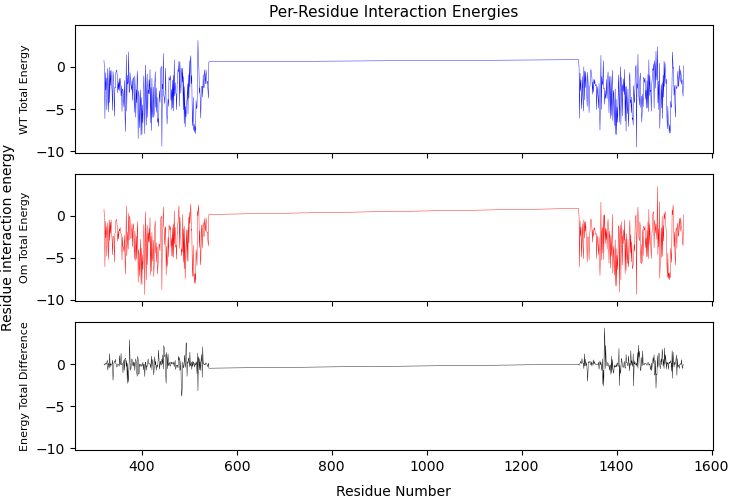 Per-Residue Interaction Energies
Residue interaction energy
WT Total Energy
0
−5
−10
Om Total Energy
0
−5
−10
Energy Total Difference
0
−5
−10
400 600 800 1000 1200 1400 1600
Residue Number